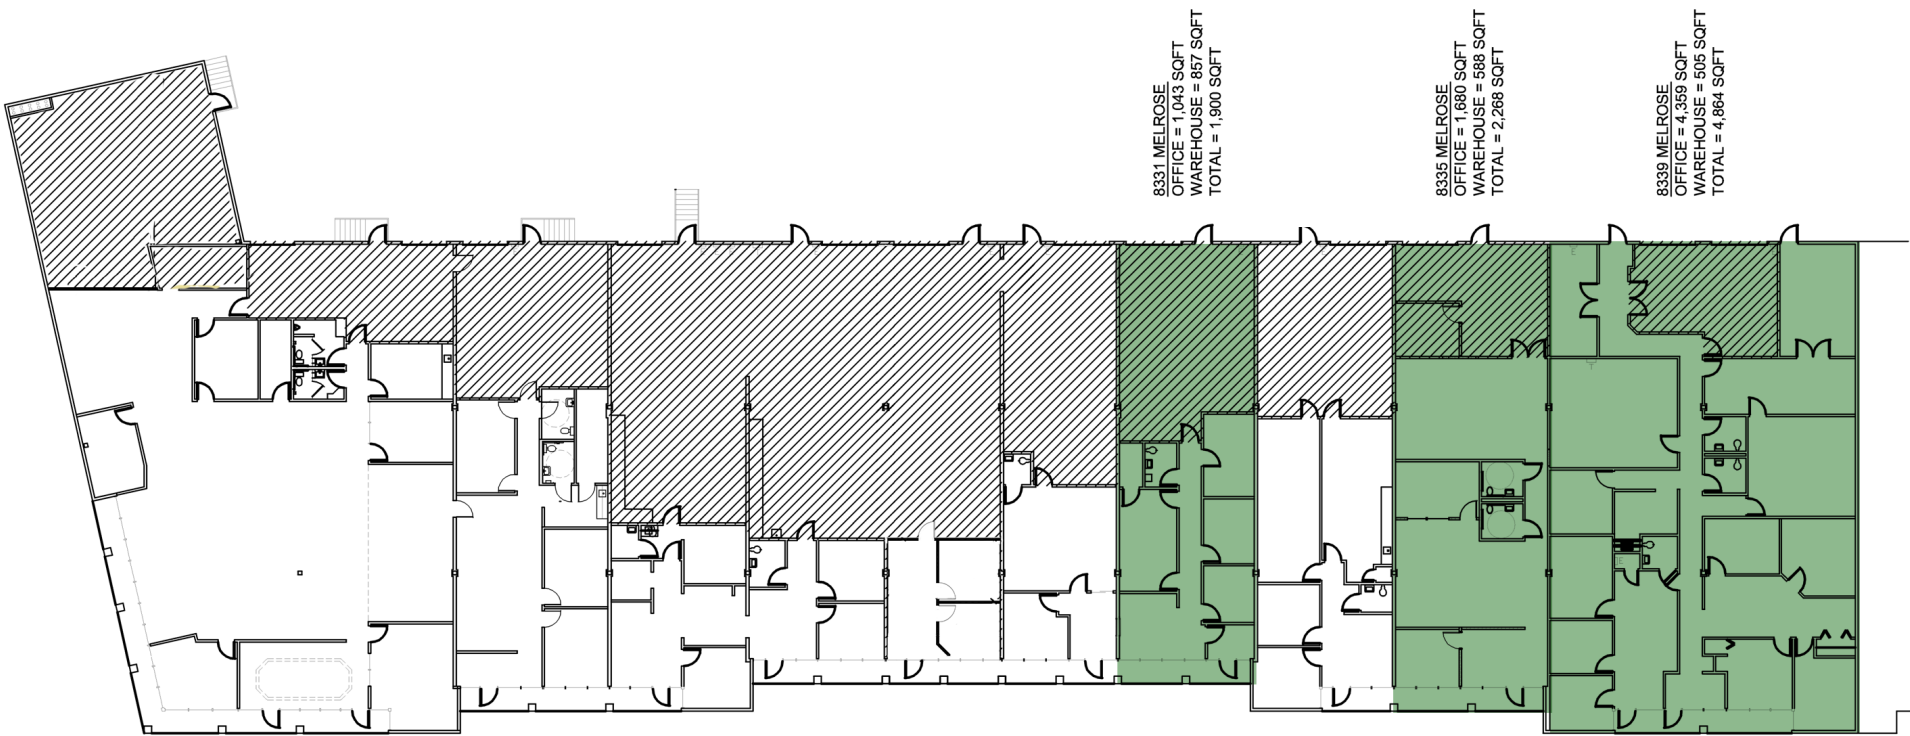 8331 MELROSE
OFFICE = 1,043 SQFT
WAREHOUSE = 857 SQFT
TOTAL = 1,900 SQFT
8335 MELROSE
OFFICE = 1,680 SQFT
WAREHOUSE = 588 SQFT
TOTAL = 2,268 SQFT
8339 MELROSE
OFFICE = 4,359 SQFT
WAREHOUSE = 505 SQFT
TOTAL = 4,864 SQFT